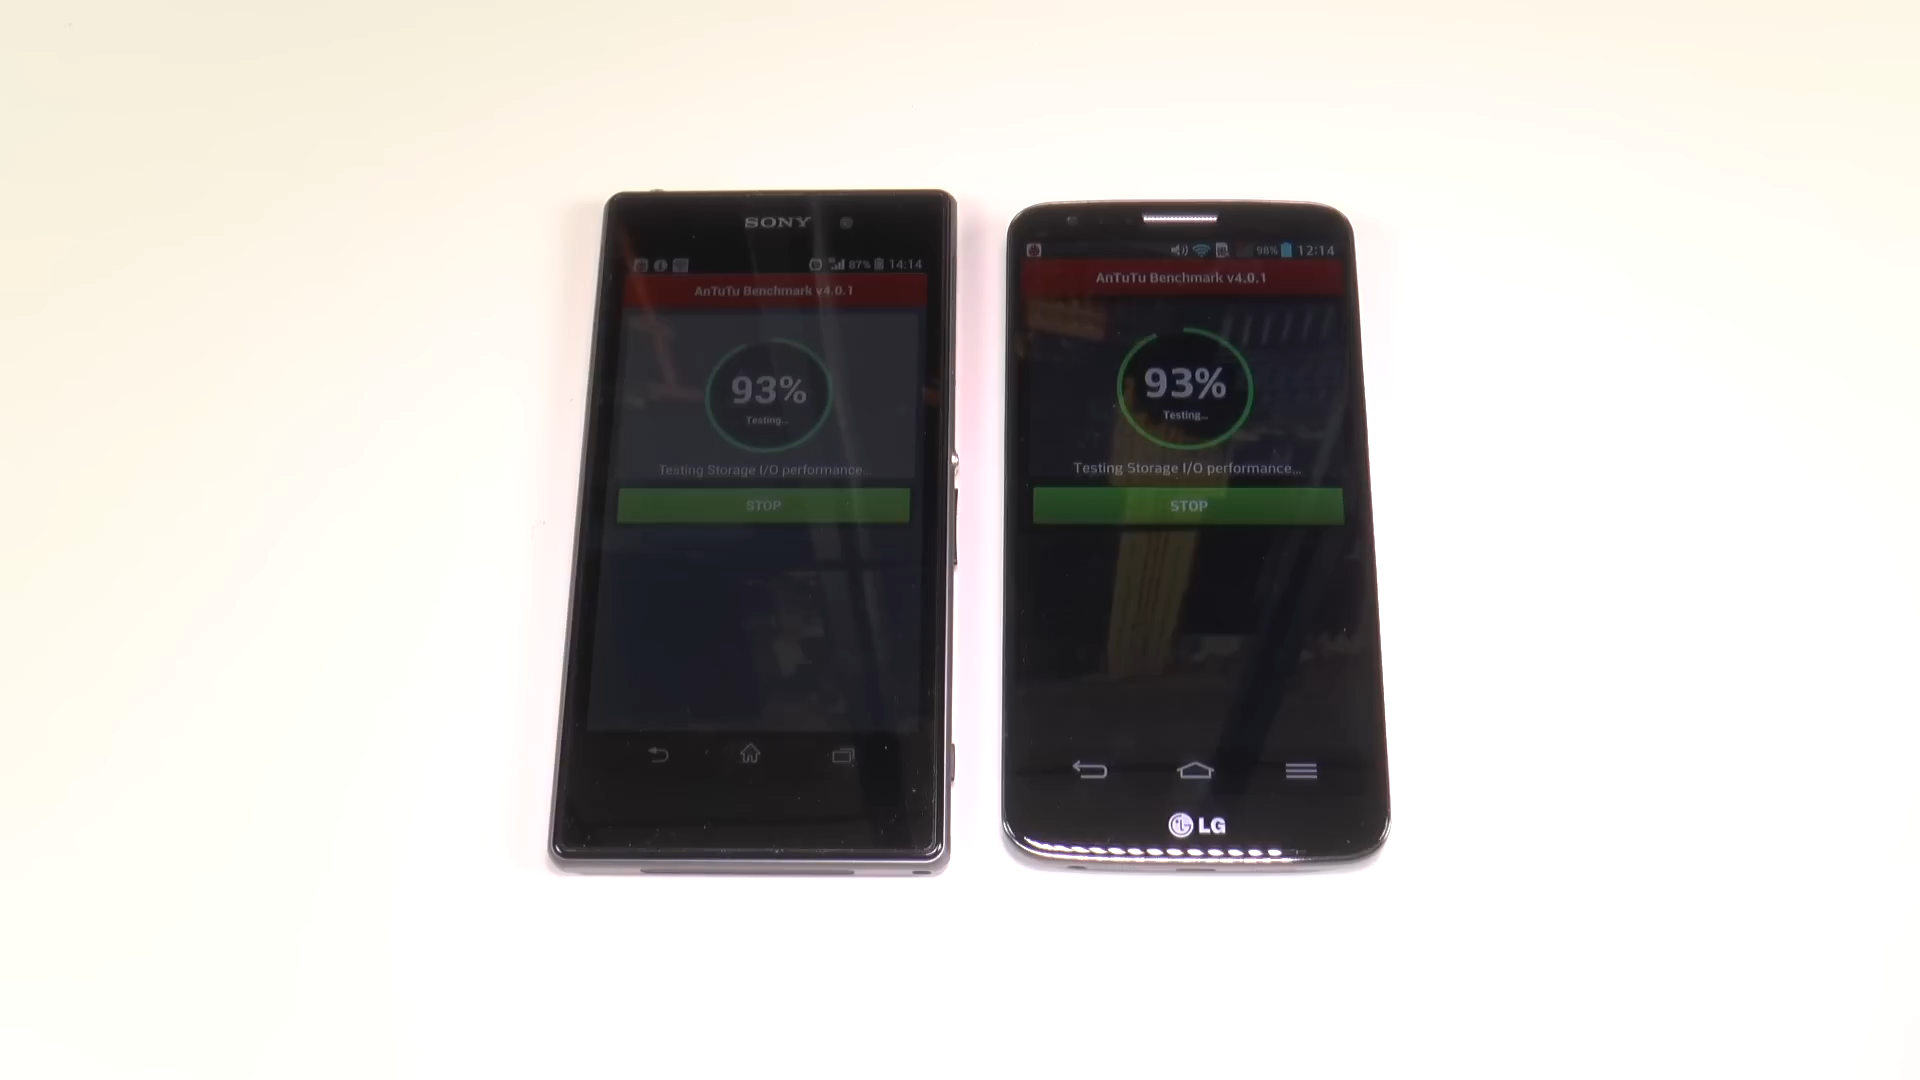 SONY
87% 14:14
AnTuTu Benchmark v4.0.1
93%
Testing...
Testing Storage I/O performance...
STOP
98% 12:14
AnTuTu Benchmark v4.0.1
93%
Testing...
Testing Storage I/O performance...
STOP
LG